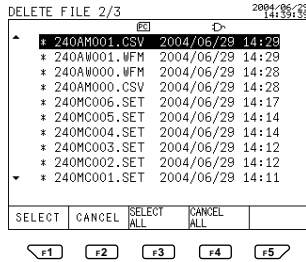 DELETE FILE 2/3 2004/06/29
14:39:39
PC
* 240AM001.CSV 2004/06/29 14:29
* 240AW001.WFM 2004/06/29 14:29
* 240AW000.WFM 2004/06/29 14:28
* 240AM000.CSV 2004/06/29 14:28
* 240MC006.SET 2004/06/29 14:17
* 240MC005.SET 2004/06/29 14:14
* 240MC004.SET 2004/06/29 14:14
* 240MC003.SET 2004/06/29 14:12
* 240MC002.SET 2004/06/29 14:12
* 240MC001.SET 2004/06/29 14:11
SELECT CANCEL SELECT ALL CANCEL ALL
F1 F2 F3 F4 F5